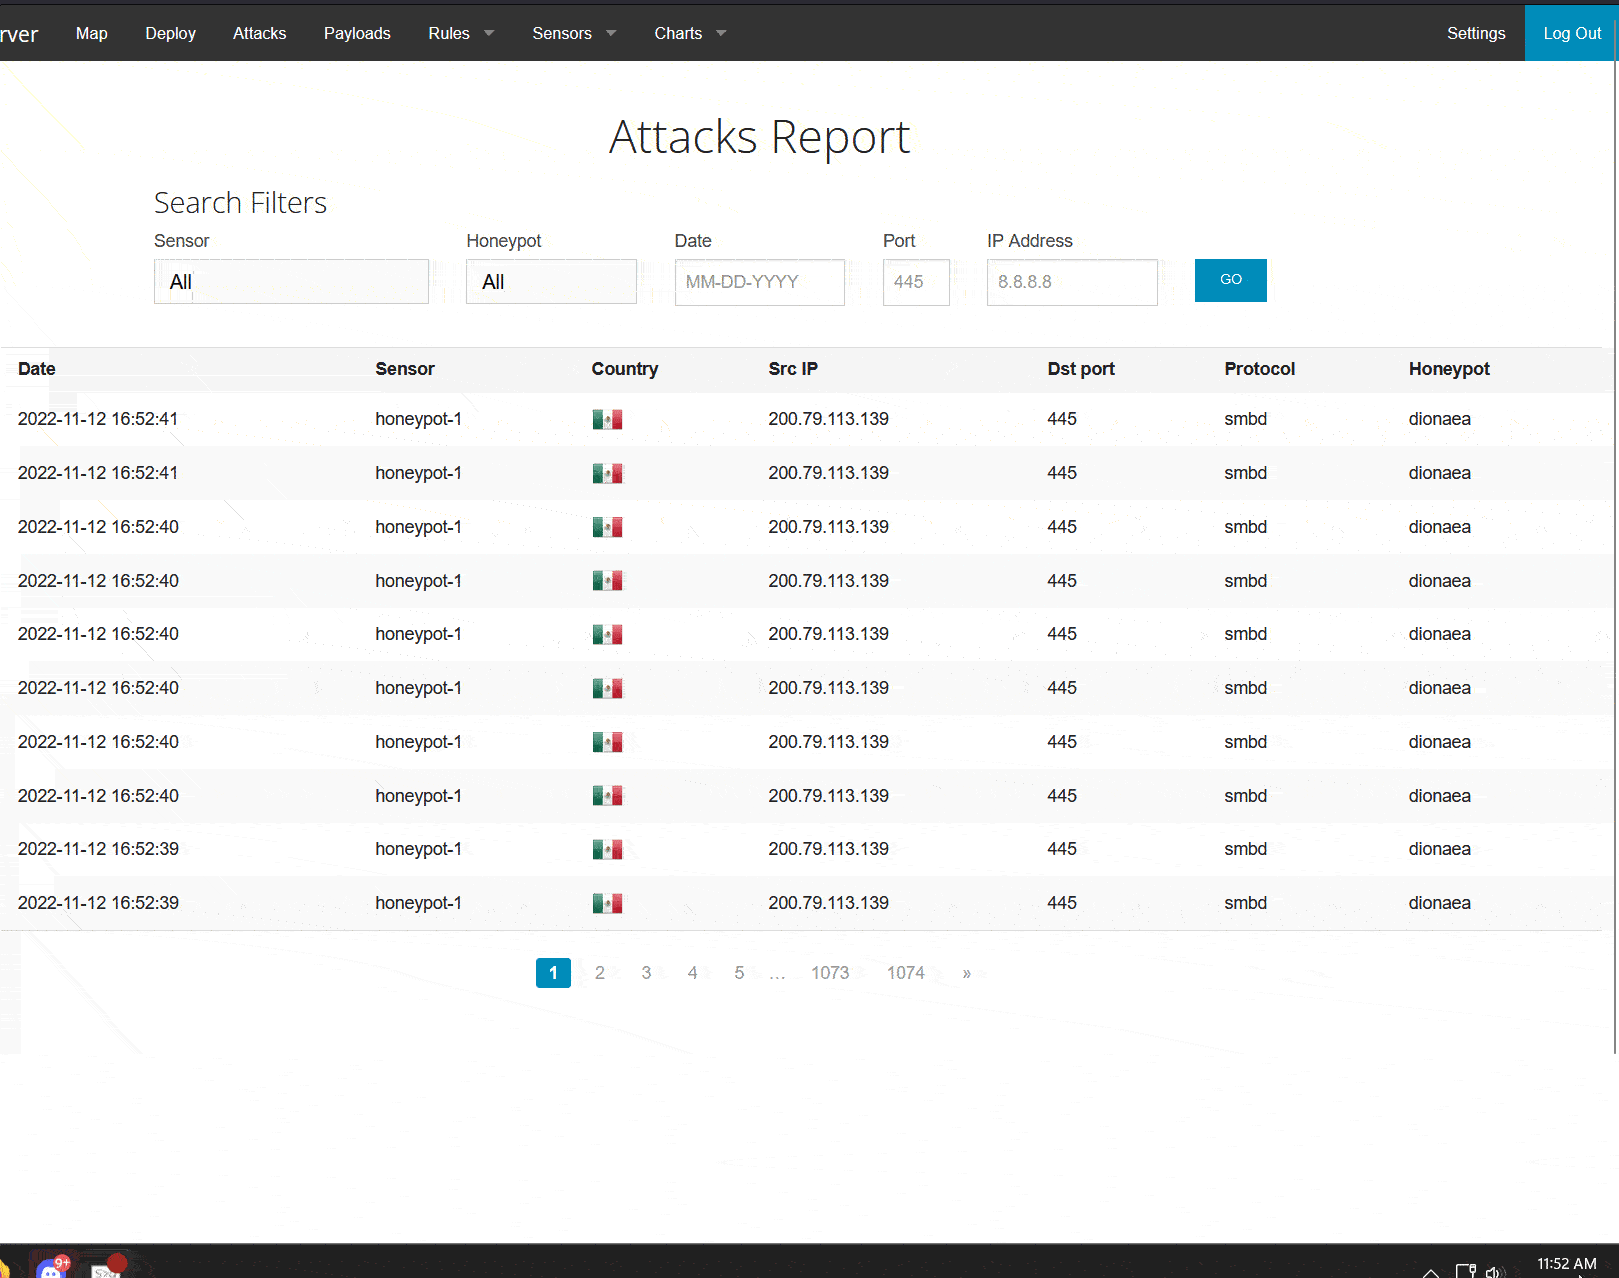 rver Map Deploy Attacks Payloads Rules Sensors Charts Settings Log Out
Attacks Report
Search Filters
Sensor Honeypot Date Port IP Address
All All MM-DD-YYYY 445 8.8.8.8 GO
Date Sensor Country Src IP Dst port Protocol Honeypot
2022-11-12 16:52:41 honeypot-1 200.79.113.139 445 smbd dionaea
2022-11-12 16:52:41 honeypot-1 200.79.113.139 445 smbd dionaea
2022-11-12 16:52:40 honeypot-1 200.79.113.139 445 smbd dionaea
2022-11-12 16:52:40 honeypot-1 200.79.113.139 445 smbd dionaea
2022-11-12 16:52:40 honeypot-1 200.79.113.139 445 smbd dionaea
2022-11-12 16:52:40 honeypot-1 200.79.113.139 445 smbd dionaea
2022-11-12 16:52:40 honeypot-1 200.79.113.139 445 smbd dionaea
2022-11-12 16:52:40 honeypot-1 200.79.113.139 445 smbd dionaea
2022-11-12 16:52:39 honeypot-1 200.79.113.139 445 smbd dionaea
2022-11-12 16:52:39 honeypot-1 200.79.113.139 445 smbd dionaea
1 2 3 4 5 … 1073 1074 »
9+ 11:52 AM